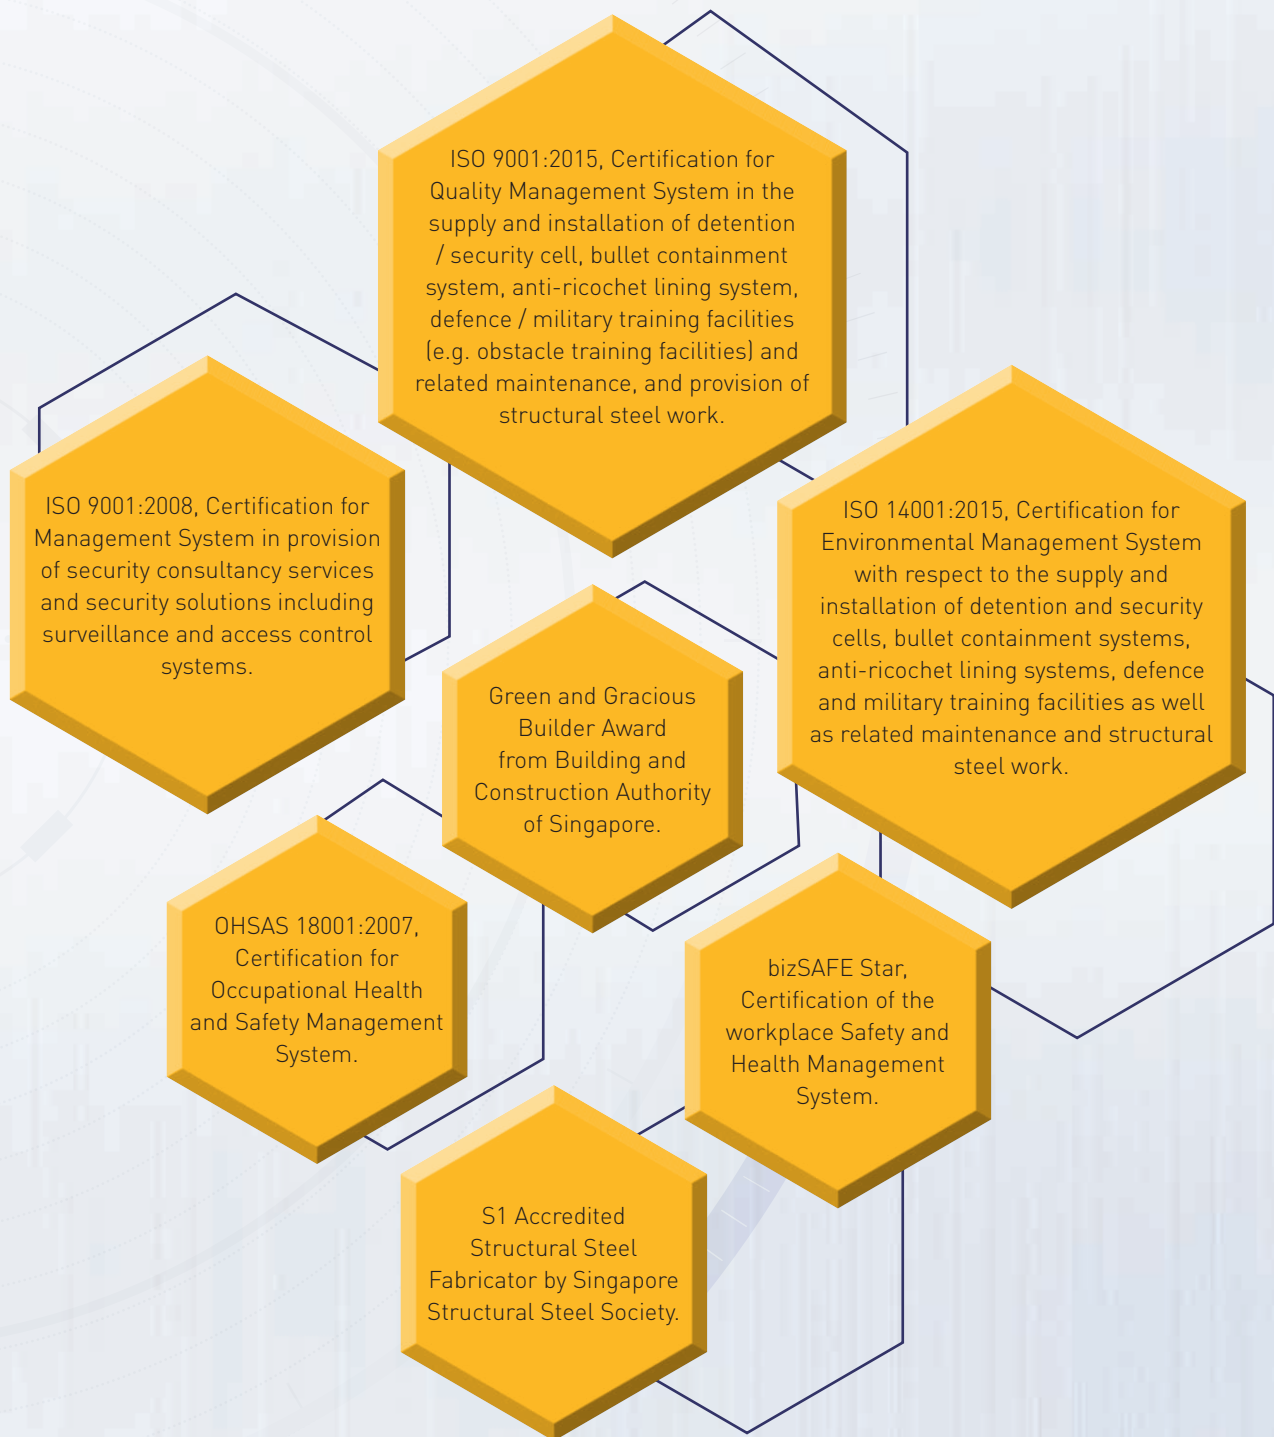 ISO 9001:2015, Certification for
Quality Management System in the
supply and installation of detention
/ security cell, bullet containment
system, anti-ricochet lining system,
defence / military training facilities
(e.g. obstacle training facilities) and
related maintenance, and provision of
structural steel work.
ISO 9001:2008, Certification for
Management System in provision
of security consultancy services
and security solutions including
surveillance and access control
systems.
ISO 14001:2015, Certification for
Environmental Management System
with respect to the supply and
installation of detention and security
cells, bullet containment systems,
anti-ricochet lining systems, defence
and military training facilities as well
as related maintenance and structural
steel work.
Green and Gracious
Builder Award
from Building and
Construction Authority
of Singapore.
OHSAS 18001:2007,
Certification for
Occupational Health
and Safety Management
System.
bizSAFE Star,
Certification of the
workplace Safety and
Health Management
System.
S1 Accredited
Structural Steel
Fabricator by Singapore
Structural Steel Society.